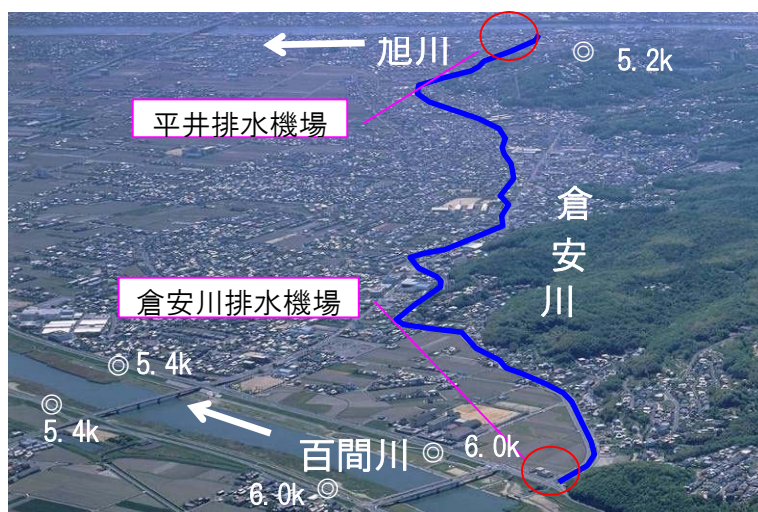 旭川
◎ 5.2k
平井排水機場
倉安川
倉安川排水機場
◎ 5.4k
◎ 5.4k
百間川
◎ 6.0k
6.0k ◎